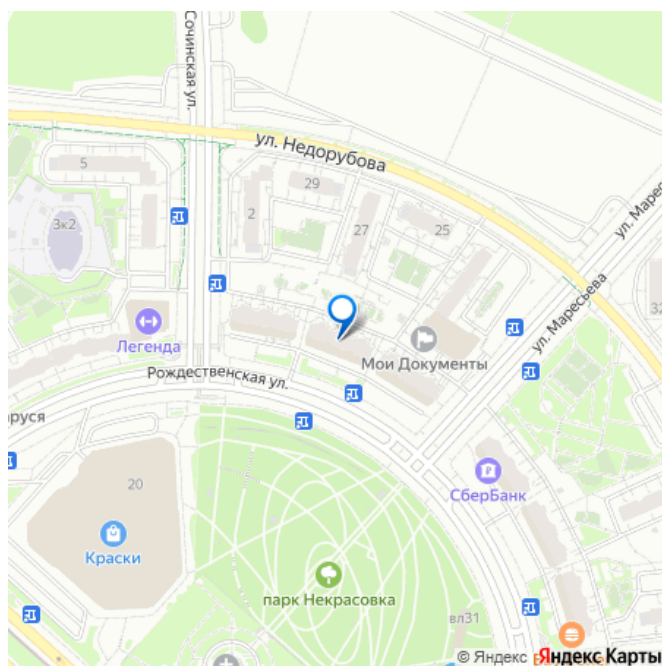 Сочинская ул.
ул. Недорубова
5
29
ул. Маресьева
3к2
2
27
25
ул. Маресьева
32
Легенда
Мои Документы
Рождественская ул.
20
СберБанк
Краски
парк Некрасовка
вл31
© Яндекс Яндекс Карты